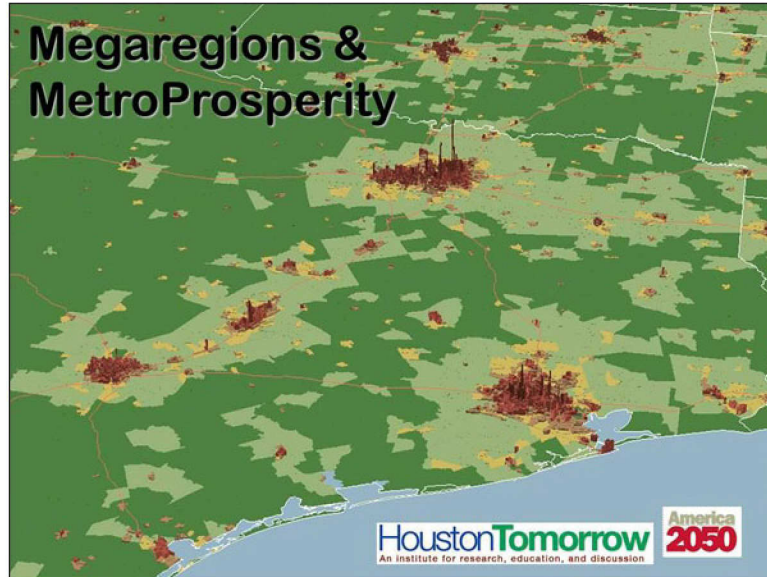 Megaregions &
MetroProsperity
HoustonTomorrow
An institute for research, education, and discussion
America
2050